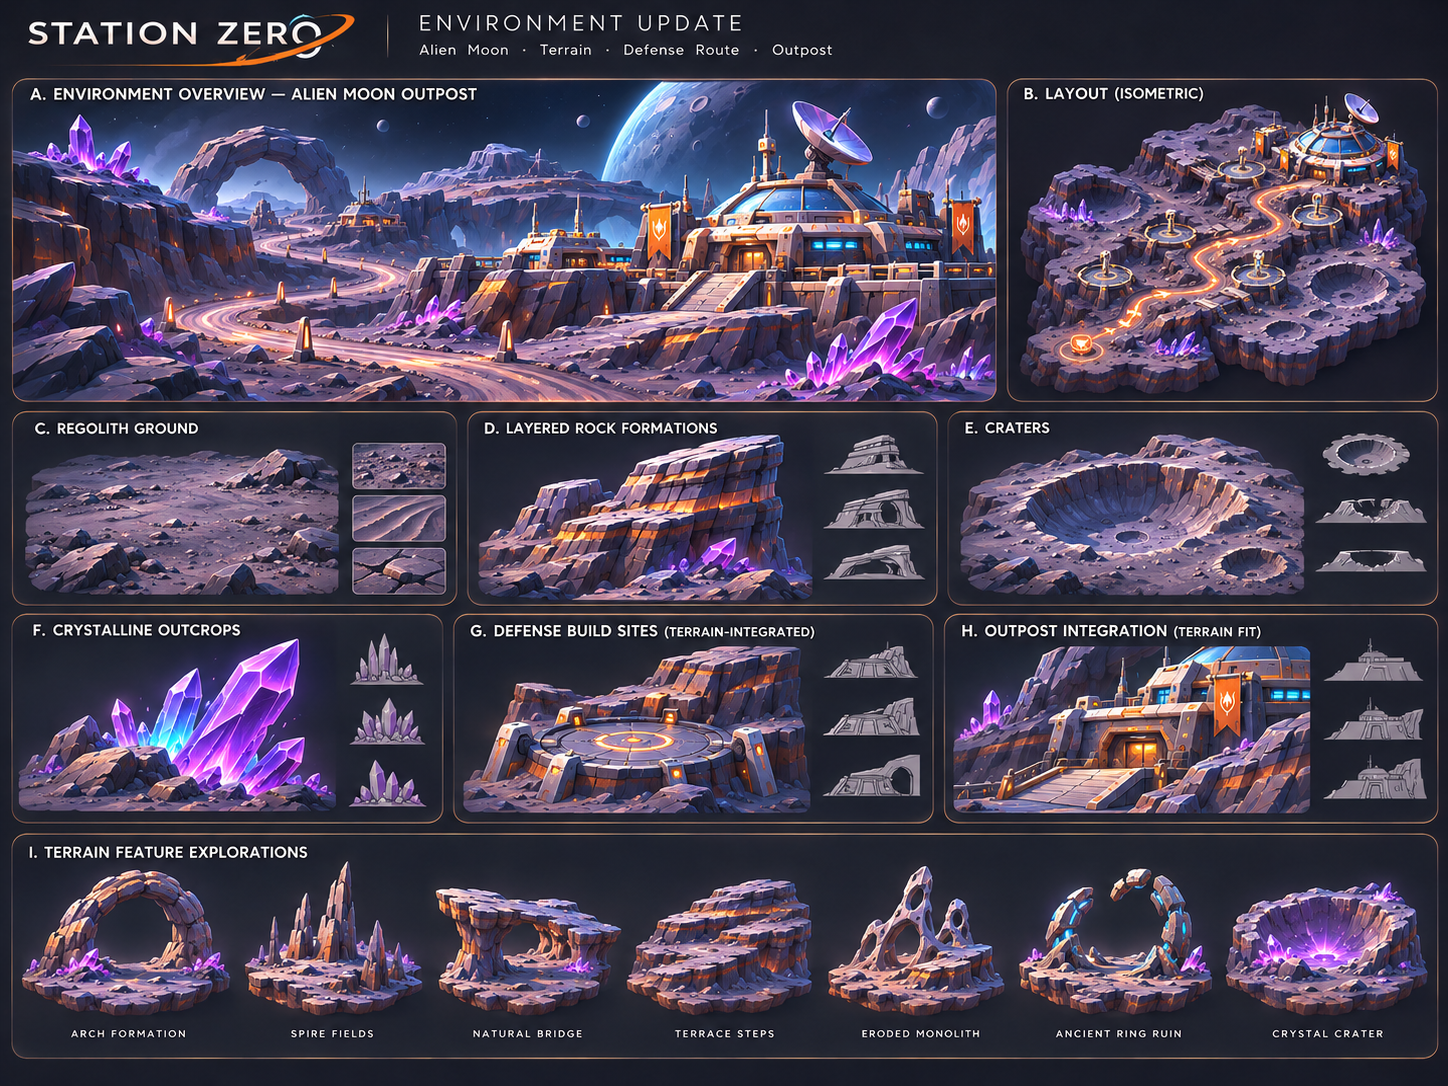 STATION ZERO
ENVIRONMENT UPDATE
Alien Moon · Terrain · Defense Route · Outpost
A. ENVIRONMENT OVERVIEW — ALIEN MOON OUTPOST
B. LAYOUT (ISOMETRIC)
C. REGOLITH GROUND
D. LAYERED ROCK FORMATIONS
E. CRATERS
F. CRYSTALLINE OUTCROPS
G. DEFENSE BUILD SITES (TERRAIN-INTEGRATED)
H. OUTPOST INTEGRATION (TERRAIN FIT)
I. TERRAIN FEATURE EXPLORATIONS
ARCH FORMATION
SPIRE FIELDS
NATURAL BRIDGE
TERRACE STEPS
ERODED MONOLITH
ANCIENT RING RUIN
CRYSTAL CRATER